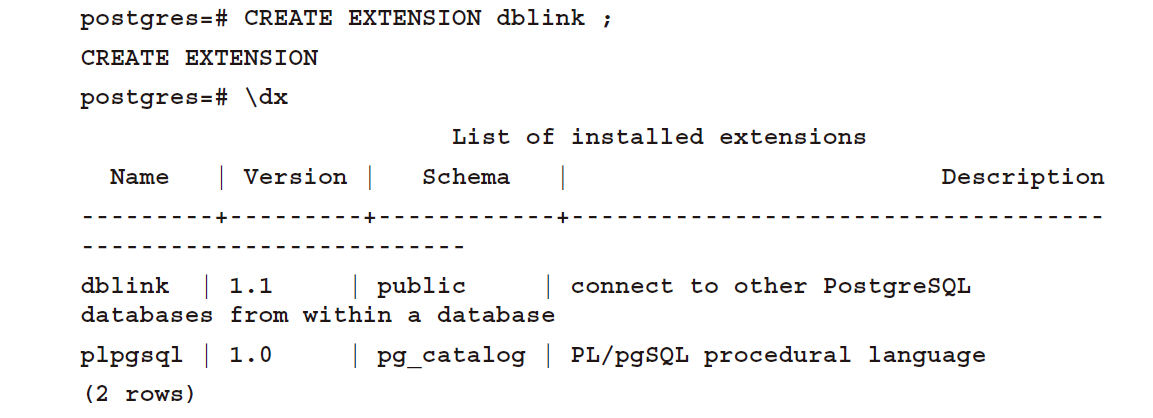 postgres=# CREATE EXTENSION dblink ;
CREATE EXTENSION
postgres=# \dx
List of installed extensions
Name | Version | Schema | Description
---------+---------+------------+------------------------------------
--------------------------
dblink | 1.1 | public | connect to other PostgreSQL
databases from within a database
plpgsql | 1.0 | pg_catalog | PL/pgSQL procedural language
(2 rows)